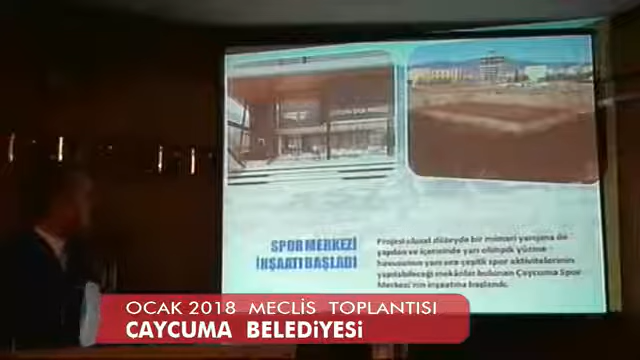 SPOR MERKEZİ
İNŞAATI BAŞLADI
Projesi ulusal düzeyde bir mimari yarışma ile
yapılan ve içerisinde yarı olimpik yüzme
havuzunun yanı sıra çeşitli spor aktivitelerinin
yapılabileceği mekânlar bulunan Çaycuma Spor
Merkezi'nin inşaatına başlandı.
OCAK 2018 MECLİS TOPLANTISI
ÇAYCUMA BELEDİYESİ